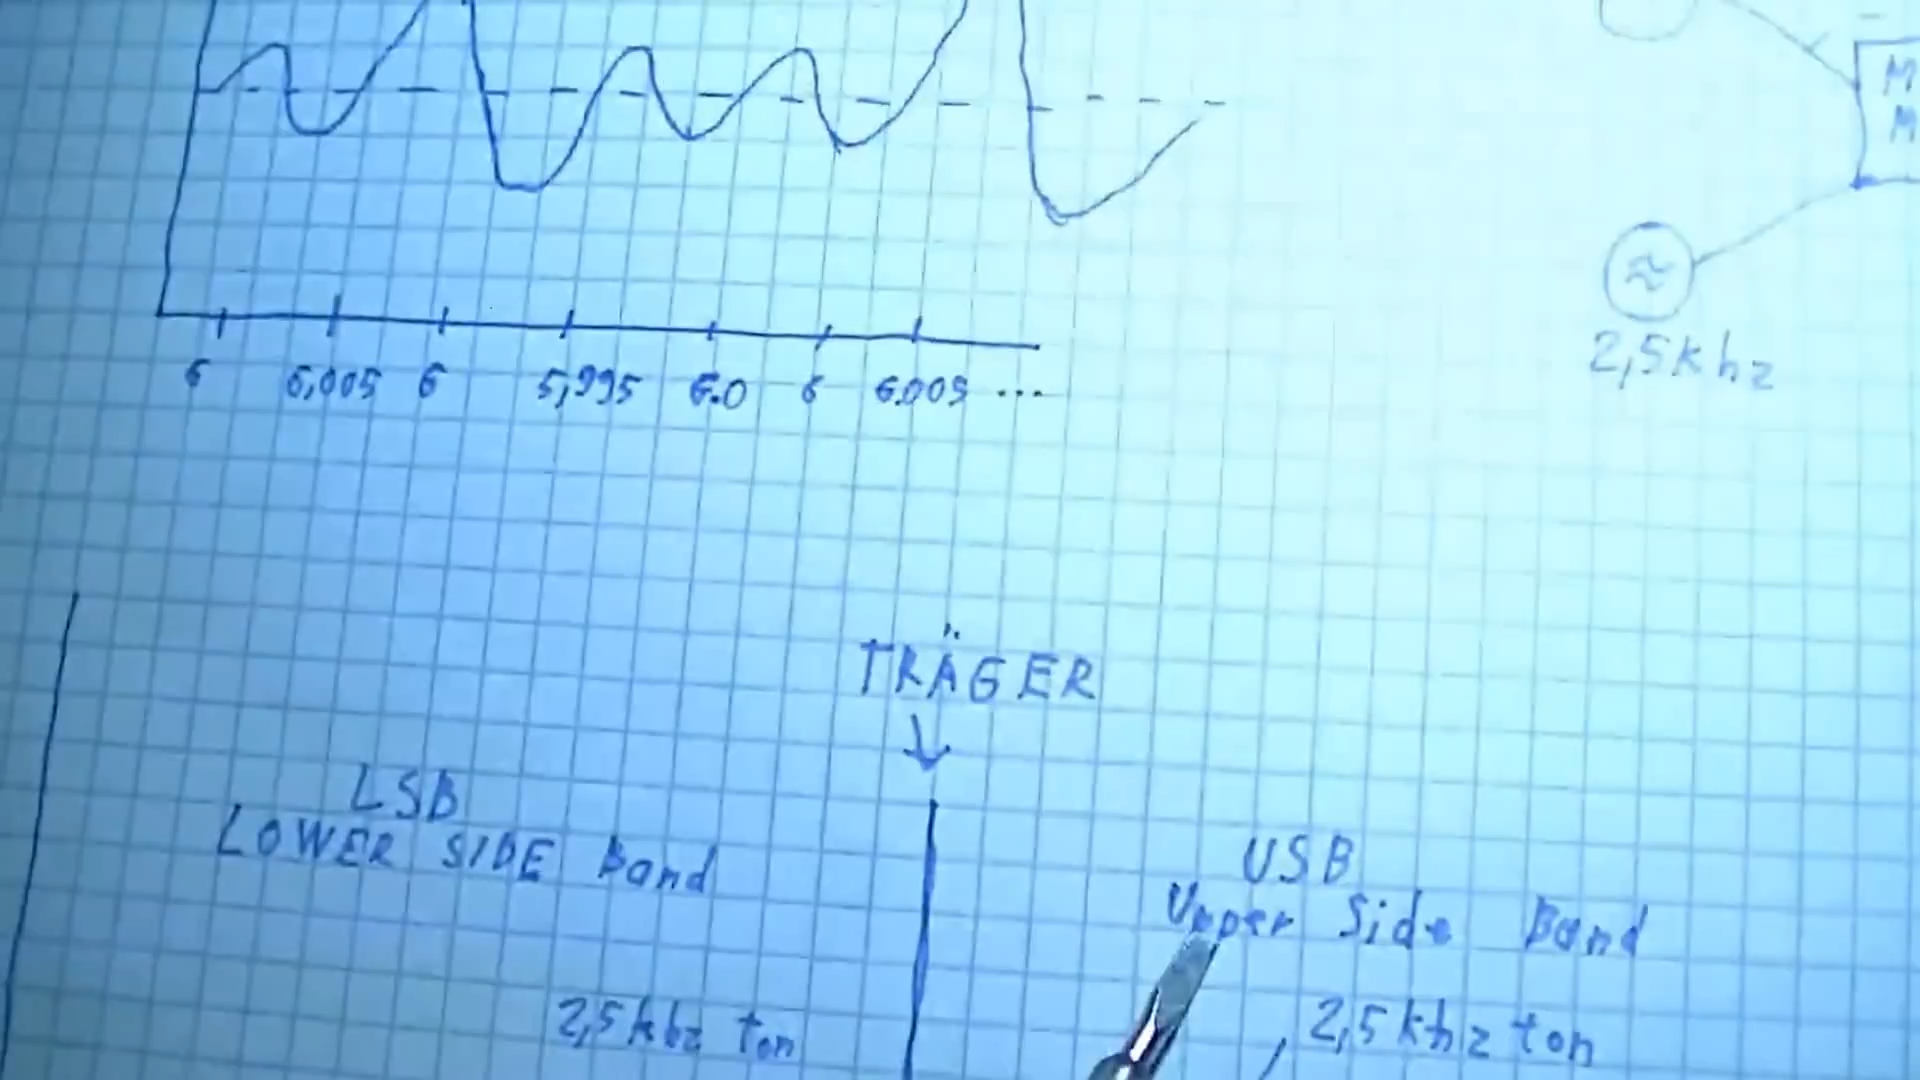 M
M
2,5khz
6 6,005 6 5,995 6.0 6 6.005 ...
TRÄGER
LSB
LOWER SIDE Band
USB
Upper Side Band
2,5khz ton
2,5khz ton